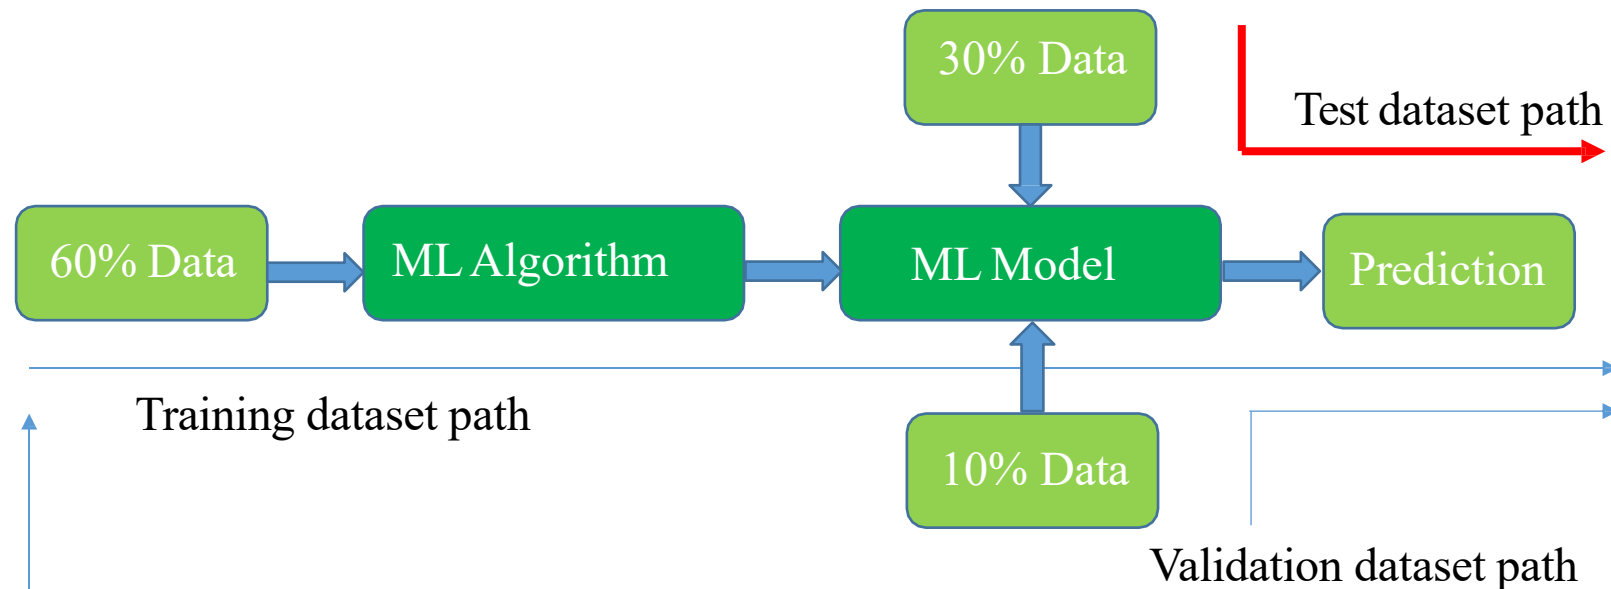 30% Data
Test dataset path
60% Data
ML Algorithm
ML Model
Prediction
Training dataset path
10% Data
Validation dataset path